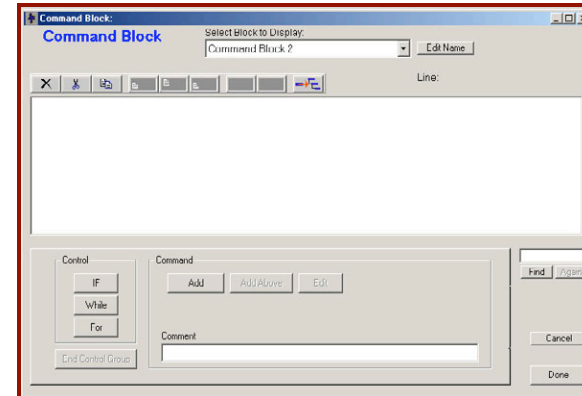 Command Block:
Command Block
Select Block to Display:
Command Block 2
Edit Name
Line:
Control
IF
While
For
End Control Group
Command
Add
Add Above
Edit
Comment
Find
Again
Cancel
Done